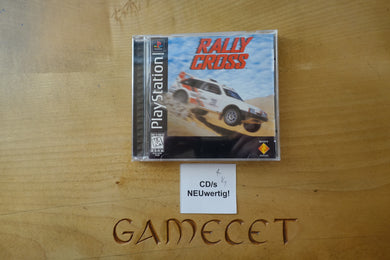 RALLY
CROSS
PlayStation
CD/s
NEUwertig!
GAMECET